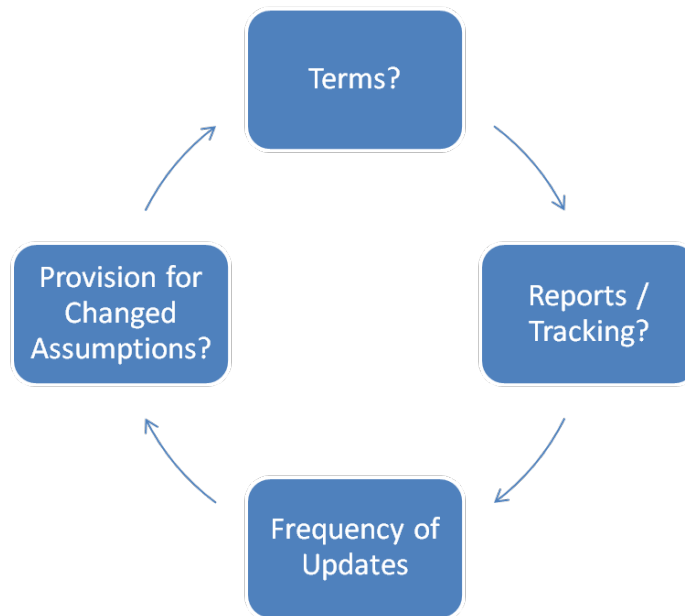 Terms?
Reports /
Tracking?
Frequency of
Updates
Provision for
Changed
Assumptions?